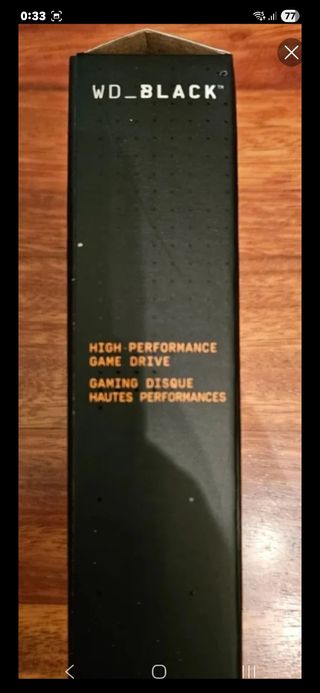 0:33
77
WD_BLACK™
HIGH-PERFORMANCE
GAME DRIVE
GAMING DISQUE
HAUTES PERFORMANCES